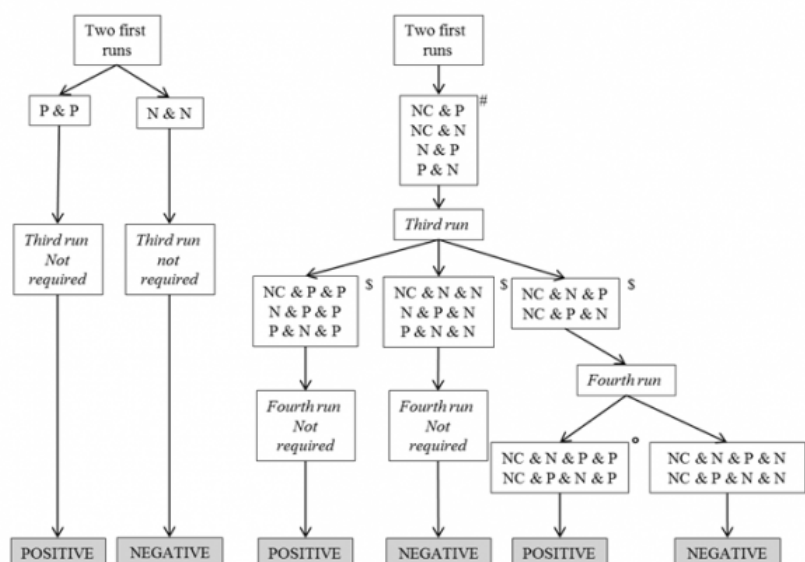 Two first
runs
P & P
N & N
Third run
Not
required
Third run
not
required
POSITIVE
NEGATIVE
Two first
runs
NC & P
NC & N
N & P
P & N
#
Third run
NC & P & P
N & P & P
P & N & P
$
NC & N & N
N & P & N
P & N & N
$
NC & N & P
NC & P & N
$
Fourth run
Not
required
Fourth run
Not
required
Fourth run
NC & N & P & P
NC & P & N & P
°
NC & N & P & N
NC & P & N & N
POSITIVE
NEGATIVE
POSITIVE
NEGATIVE